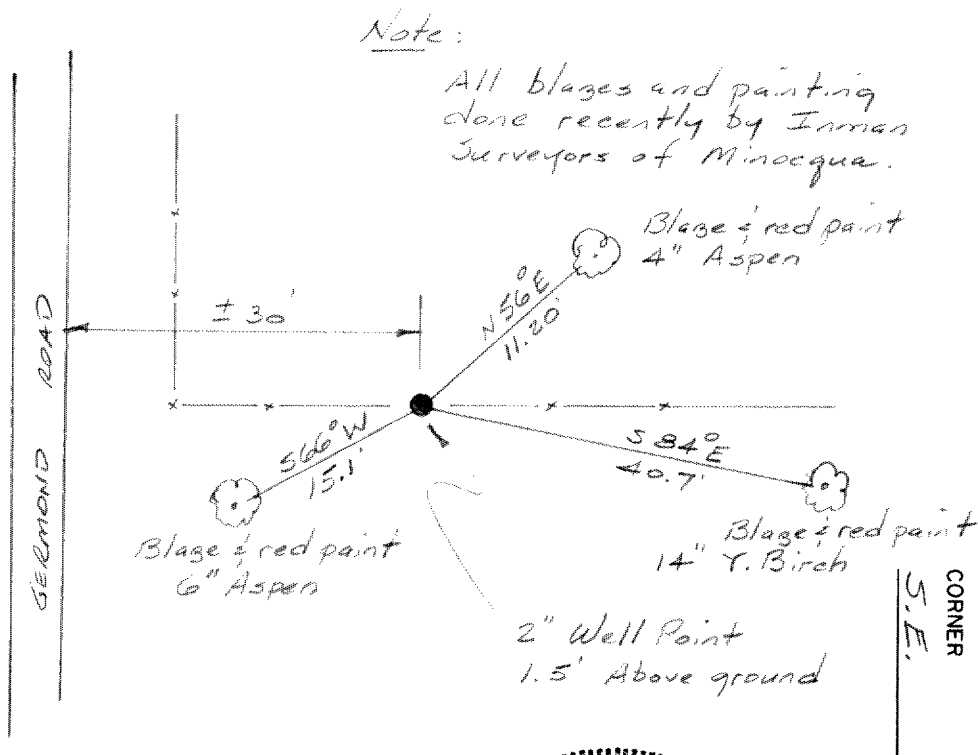 Note:
All blazes and painting
done recently by Inman
Surveyors of Minocqua.
Blaze & red paint
4" Aspen
± 30'
N 56° E
11.20'
GERMOND ROAD
S 66° W
15.1'
S 84° E
40.7'
Blaze & red paint
6" Aspen
Blaze & red paint
14" Y. Birch
2" Well Point
1.5' Above ground
CORNER
S.E.